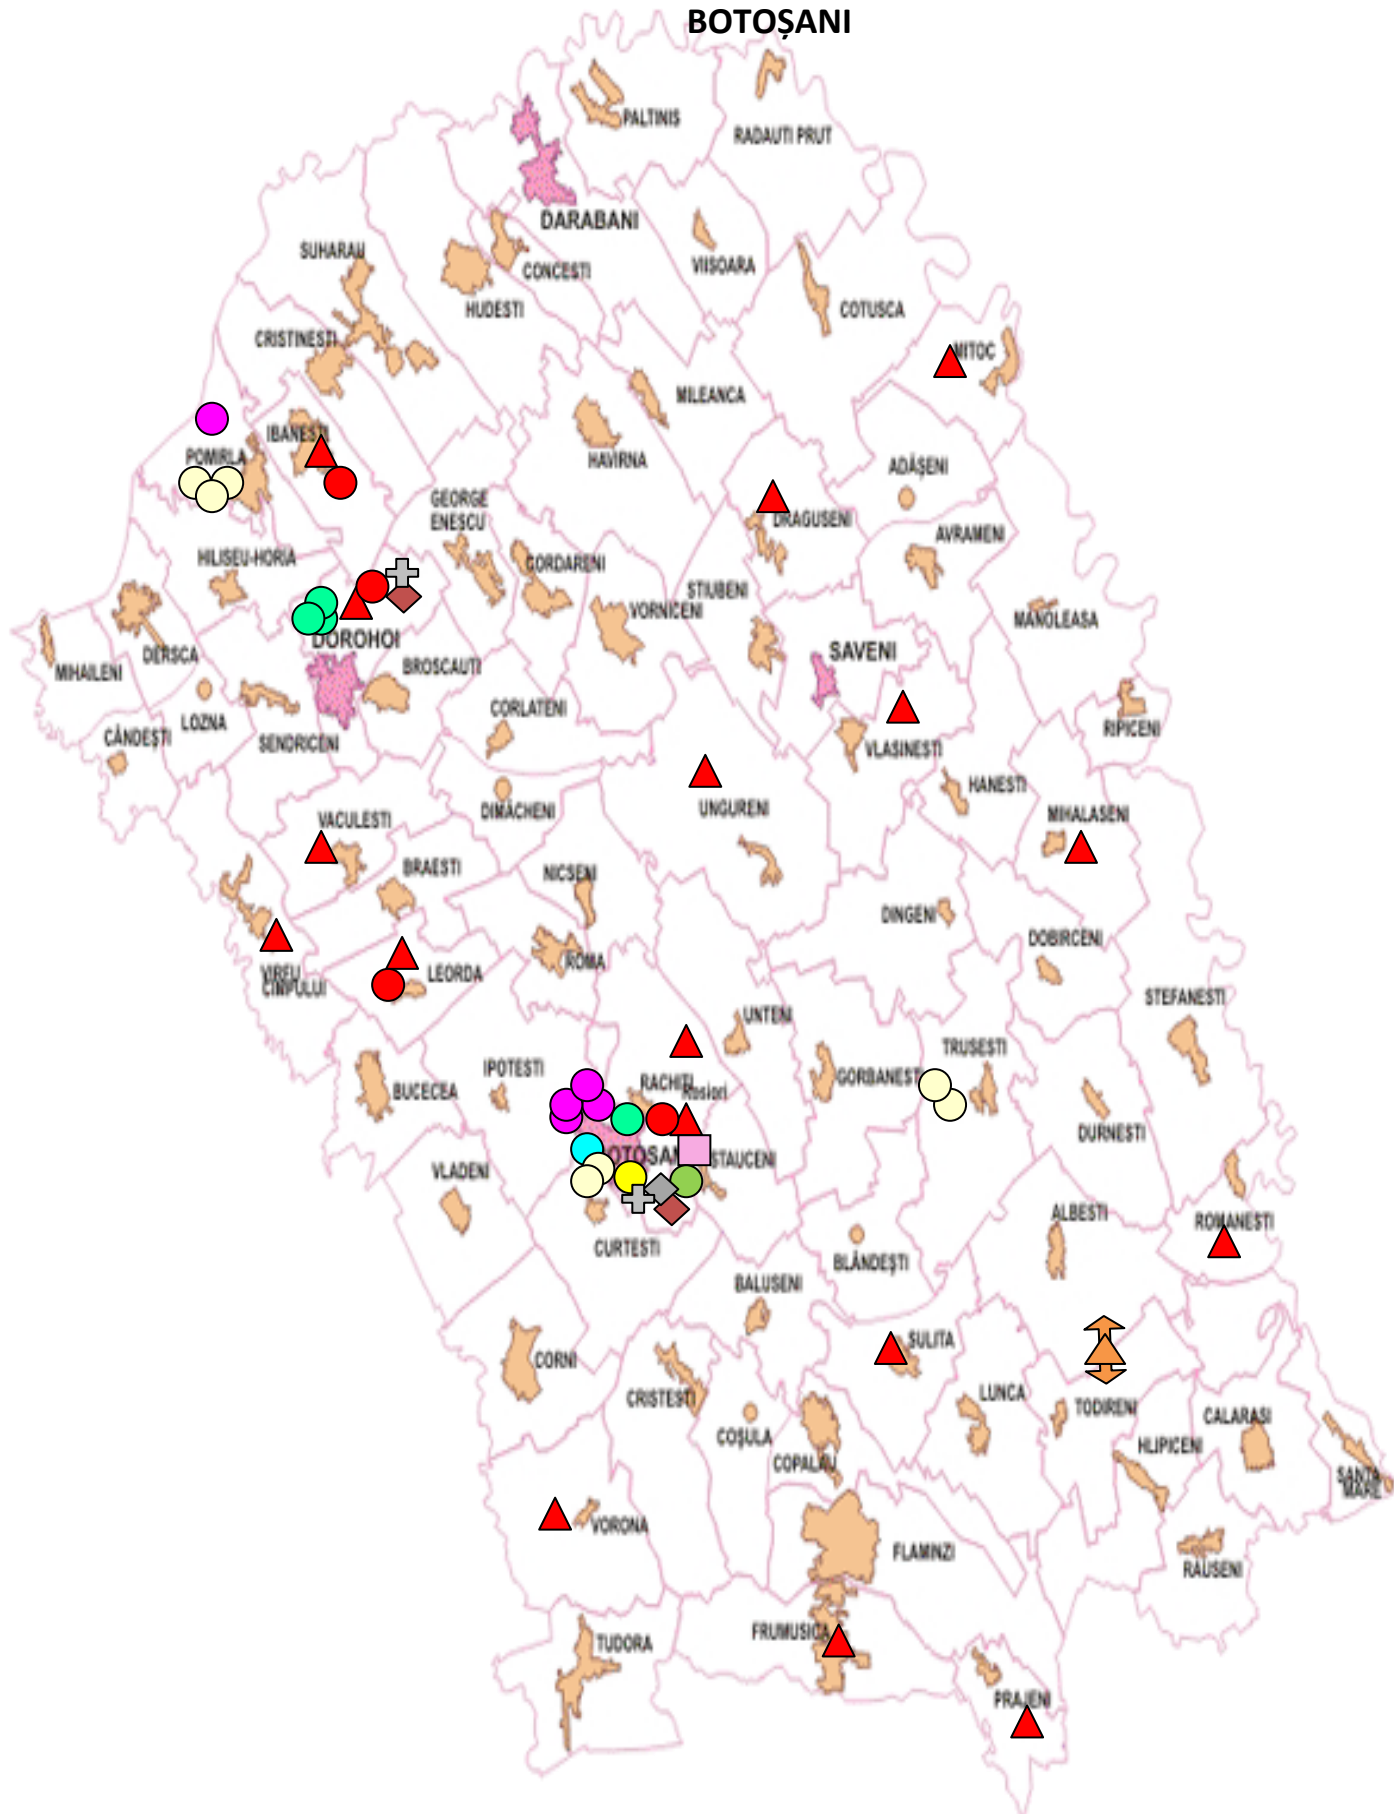 BOTOȘANI
PALTINIS
RADAUTI PRUT
DARABANI
SUHARAU
CONCESTI
VIISOARA
HUDESTI
COTUSCA
CRISTINESTI
MITOC
MILEANCA
IBANESTI
POMIRLA
HAVIRNA
ADĂȘENI
GEORGE
ENESCU
DRAGUSENI
AVRAMENI
HILISEU-HORIA
CORDARENI
STIUBENI
VORNICENI
MANOLEASA
DOROHOI
DERSCA
SAVENI
MIHAILENI
BROSCAUTI
LOZNA
CORLATENI
RIPICENI
CÂNDEȘTI
SENDRICENI
VLASINESTI
HANESTI
DIMĂCHENI
UNGURENI
MIHALASENI
VACULESTI
BRAESTI
NICSENI
DINGENI
DOBIRCENI
ROMA
LEORDA
VIRFU
CIMPULUI
STEFANESTI
UNTENI
TRUSESTI
IPOTESTI
GORBANEST
RACHITI
Rosiori
BUCECEA
DURNESTI
OTOSAN
STAUCENI
VLADENI
ALBESTI
ROMANESTI
CURTESTI
BLÂNDEȘTI
BALUSENI
SULITA
CORNI
CRISTESTI
LUNCA
TODIRENI
CALARASI
COȘULA
HLIPICENI
COPALAU
SANTA
MARE
VORONA
FLAMINZI
RAUSENI
FRUMUSICA
TUDORA
PRAJENI